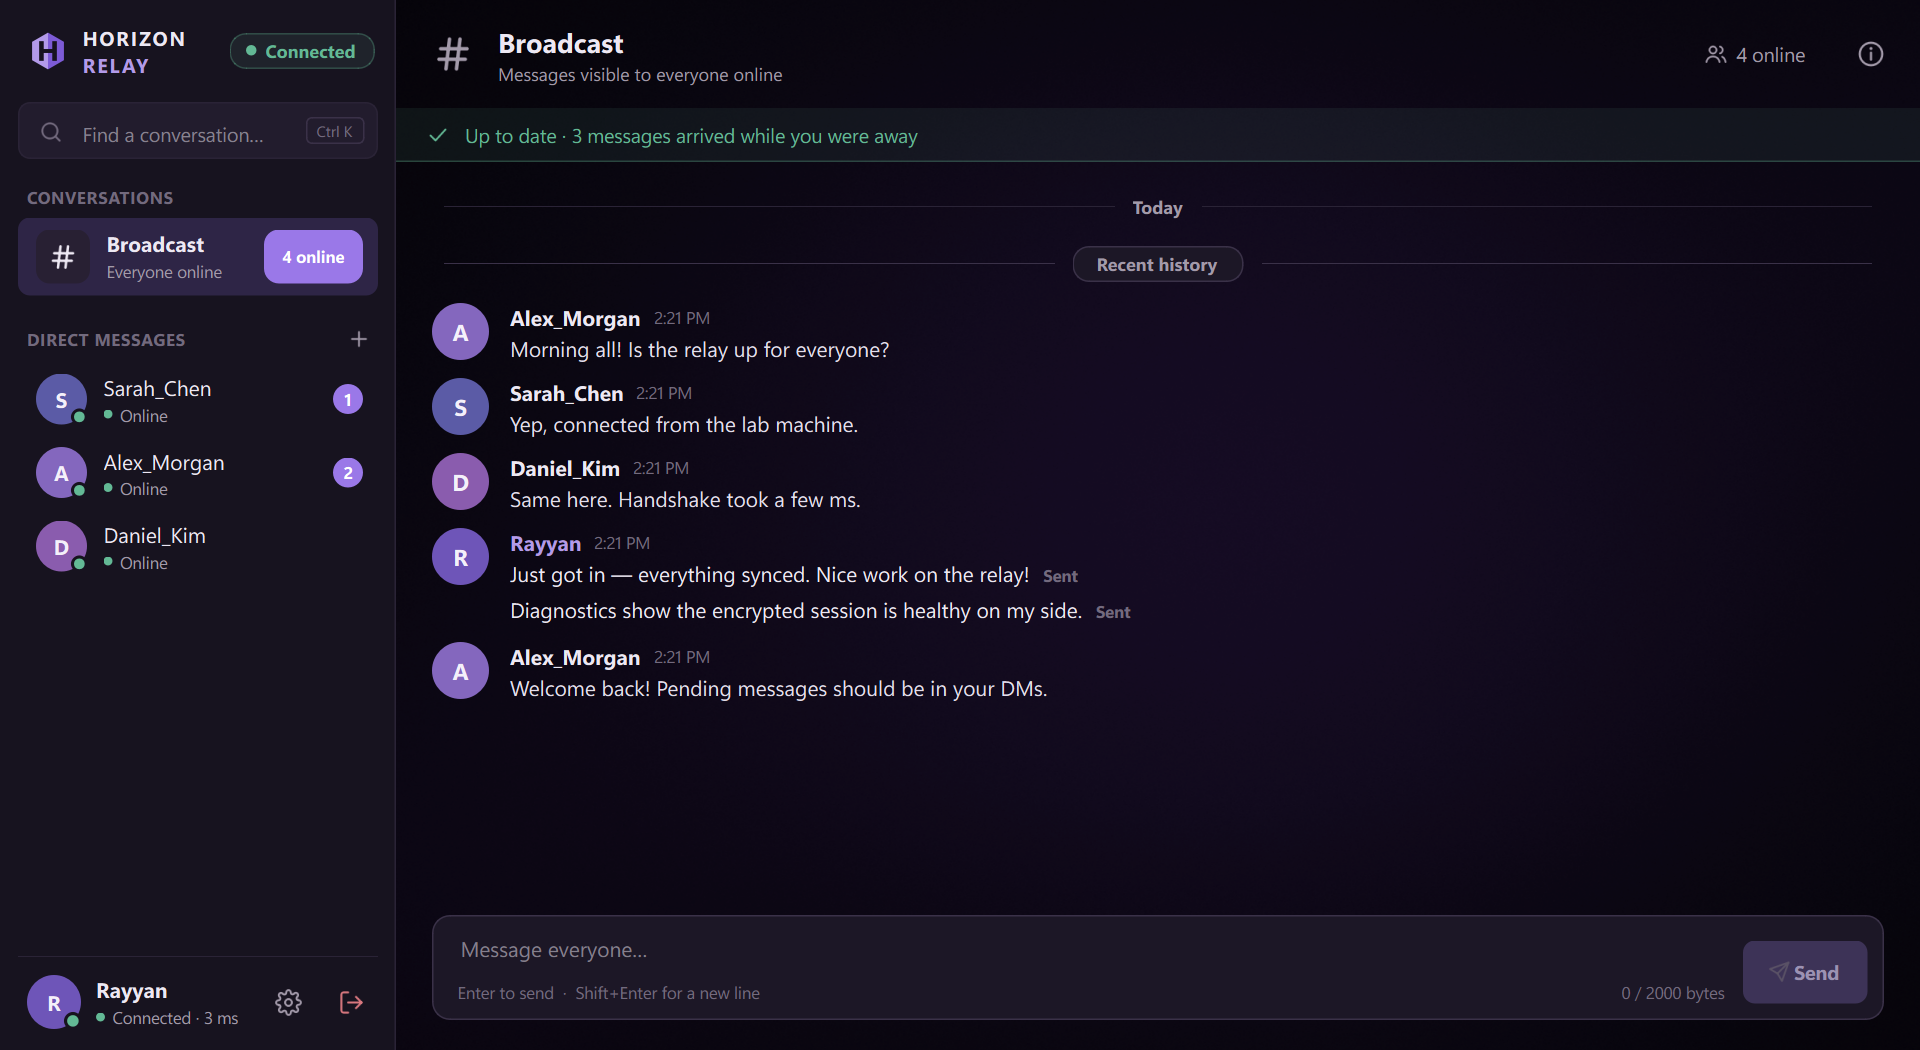 HORIZON
RELAY
Connected
Find a conversation...
Ctrl K
CONVERSATIONS
#
Broadcast
Everyone online
4 online
DIRECT MESSAGES
S
Sarah_Chen
Online
1
A
Alex_Morgan
Online
2
D
Daniel_Kim
Online
R
Rayyan
Connected · 3 ms
#
Broadcast
Messages visible to everyone online
4 online
Up to date · 3 messages arrived while you were away
Today
Recent history
A
Alex_Morgan 2:21 PM
Morning all! Is the relay up for everyone?
S
Sarah_Chen 2:21 PM
Yep, connected from the lab machine.
D
Daniel_Kim 2:21 PM
Same here. Handshake took a few ms.
R
Rayyan 2:21 PM
Just got in — everything synced. Nice work on the relay! Sent
Diagnostics show the encrypted session is healthy on my side. Sent
A
Alex_Morgan 2:21 PM
Welcome back! Pending messages should be in your DMs.
Message everyone...
Enter to send · Shift+Enter for a new line
0 / 2000 bytes
Send